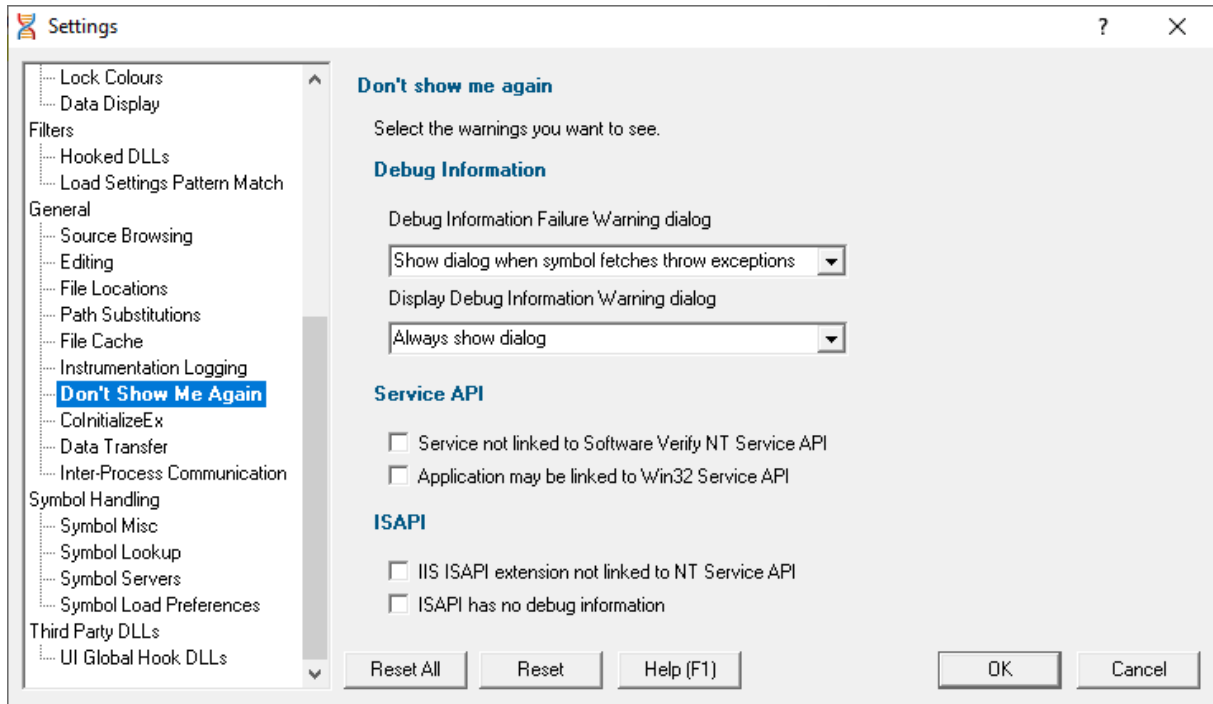 Settings
?
Lock Colours
Data Display
Filters
Hooked DLLs
Load Settings Pattern Match
General
Source Browsing
Editing
File Locations
Path Substitutions
File Cache
Instrumentation Logging
Don't Show Me Again
CoInitializeEx
Data Transfer
Inter-Process Communication
Symbol Handling
Symbol Misc
Symbol Lookup
Symbol Servers
Symbol Load Preferences
Third Party DLLs
UI Global Hook DLLs
Don't show me again
Select the warnings you want to see.
Debug Information
Debug Information Failure Warning dialog
Show dialog when symbol fetches throw exceptions
Display Debug Information Warning dialog
Always show dialog
Service API
Service not linked to Software Verify NT Service API
Application may be linked to Win32 Service API
ISAPI
IIS ISAPI extension not linked to NT Service API
ISAPI has no debug information
Reset All
Reset
Help (F1)
OK
Cancel